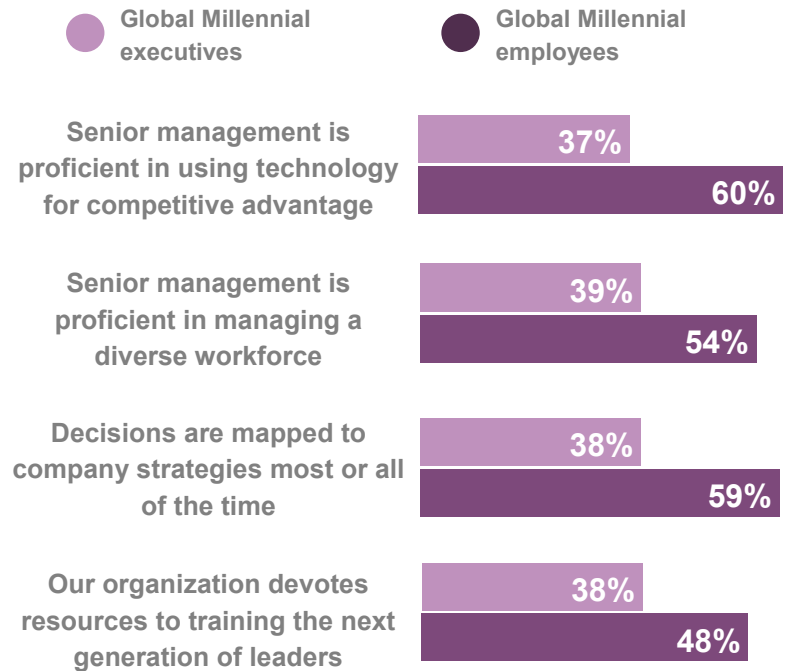 Global Millennial
executives
Global Millennial
employees
Senior management is
proficient in using technology
for competitive advantage
37%
60%
Senior management is
proficient in managing a
diverse workforce
39%
54%
Decisions are mapped to
company strategies most or all
of the time
38%
59%
Our organization devotes
resources to training the next
generation of leaders
38%
48%